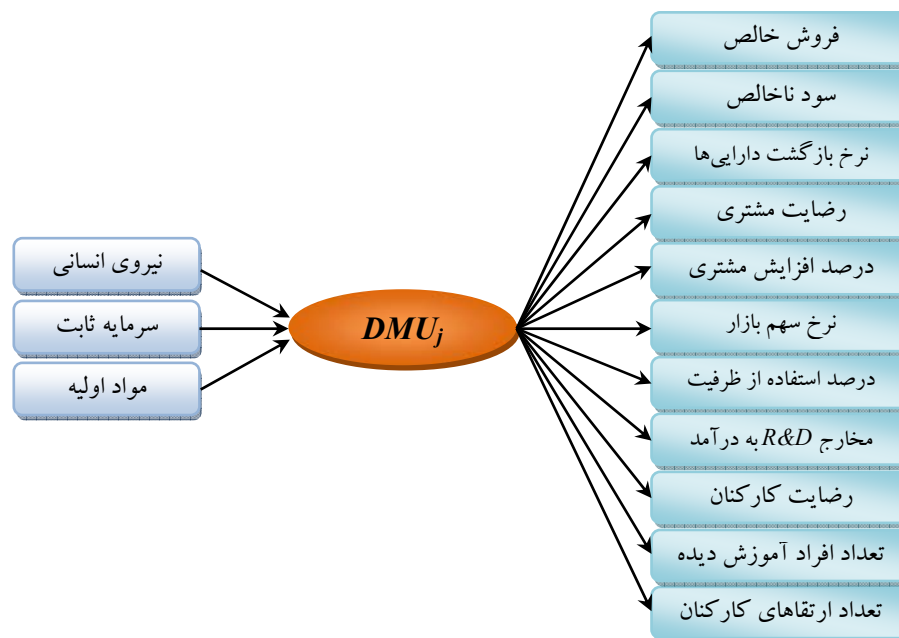 فروش خالص
سود ناخالص
نرخ بازگشت دارایی‌ها
رضایت مشتری
درصد افزایش مشتری
نرخ سهم بازار
درصد استفاده از ظرفیت
مخارج R&D به درآمد
رضایت کارکنان
تعداد افراد آموزش دیده
تعداد ارتقاهای کارکنان
DMUj
نیروی انسانی
سرمایه ثابت
مواد اولیه